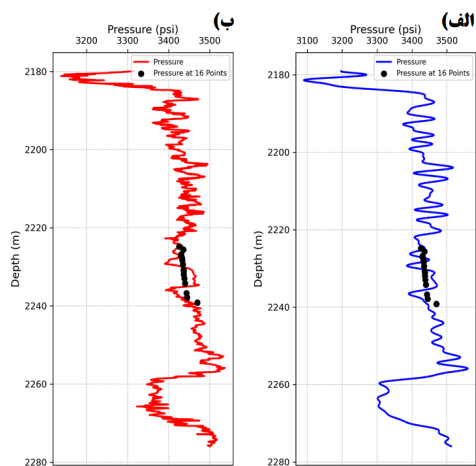 ب)
الف)
Pressure (psi)
3200 3300 3400 3500
Pressure
Pressure at 16 Points
Depth (m)
2180
2200
2220
2240
2260
2280
Pressure (psi)
3100 3200 3300 3400 3500
Pressure
Pressure at 16 Points
Depth (m)
2180
2200
2220
2240
2260
2280